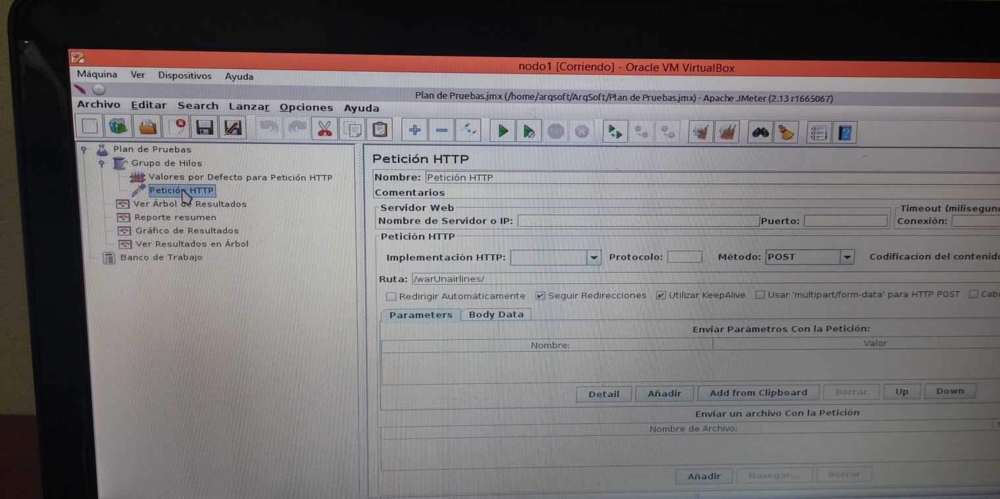 nodo1 [Corriendo] - Oracle VM VirtualBox
Máquina Ver Dispositivos Ayuda
Plan de Pruebas.jmx (/home/arqsoft/ArqSoft/Plan de Pruebas.jmx) - Apache JMeter (2.13 r1665067)
Archivo Editar Search Lanzar Opciones Ayuda
Plan de Pruebas
Grupo de Hilos
Valores por Defecto para Petición HTTP
Petición HTTP
Ver Árbol de Resultados
Reporte resumen
Gráfico de Resultados
Ver Resultados en Árbol
Banco de Trabajo
Petición HTTP
Nombre: Petición HTTP
Comentarios
Servidor Web
Timeout (milisegund
Nombre de Servidor o IP: Puerto: Conexión:
Petición HTTP
Implementación HTTP: Protocolo: Método: POST Codificacíon del contenido
Ruta: /warUnairlines/
Redirigir Automáticamente Seguir Redirecciones Utilizar KeepAlive Usar 'multipart/form-data' para HTTP POST Cabe
Parameters Body Data
Enviar Parámetros Con la Petición:
Nombre: Valor
Detail Añadir Add from Clipboard Borrar Up Down
Enviar un archivo Con la Petición
Nombre de Archivo:
Añadir Navegar... Borrar